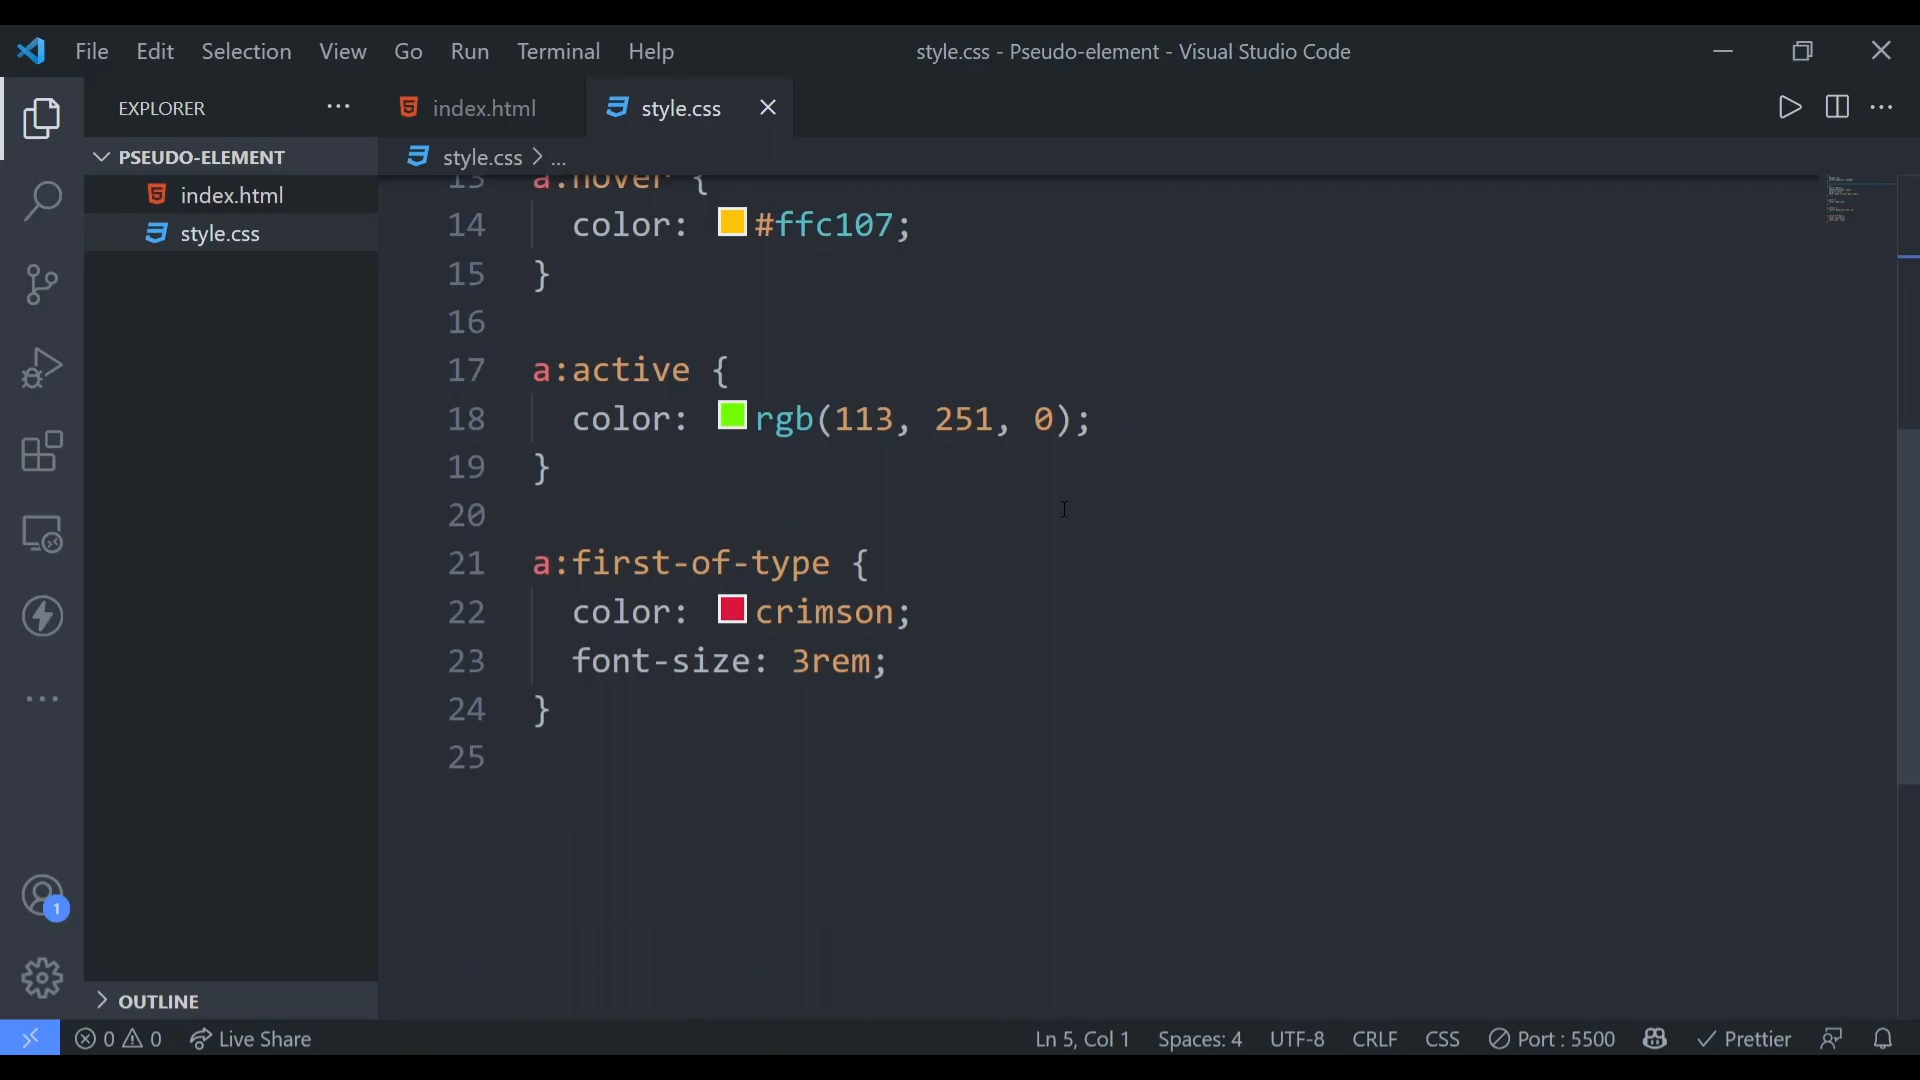 File Edit Selection View Go Run Terminal Help
style.css - Pseudo-element - Visual Studio Code
EXPLORER
index.html
style.css
PSEUDO-ELEMENT
index.html
style.css
style.css > ...
13 a:hover {
14 color: #ffc107;
15 }
16
17 a:active {
18 color: rgb(113, 251, 0);
19 }
20
21 a:first-of-type {
22 color: crimson;
23 font-size: 3rem;
24 }
25
1
OUTLINE
0 0 Live Share
Ln 5, Col 1 Spaces: 4 UTF-8 CRLF CSS Port : 5500 Prettier